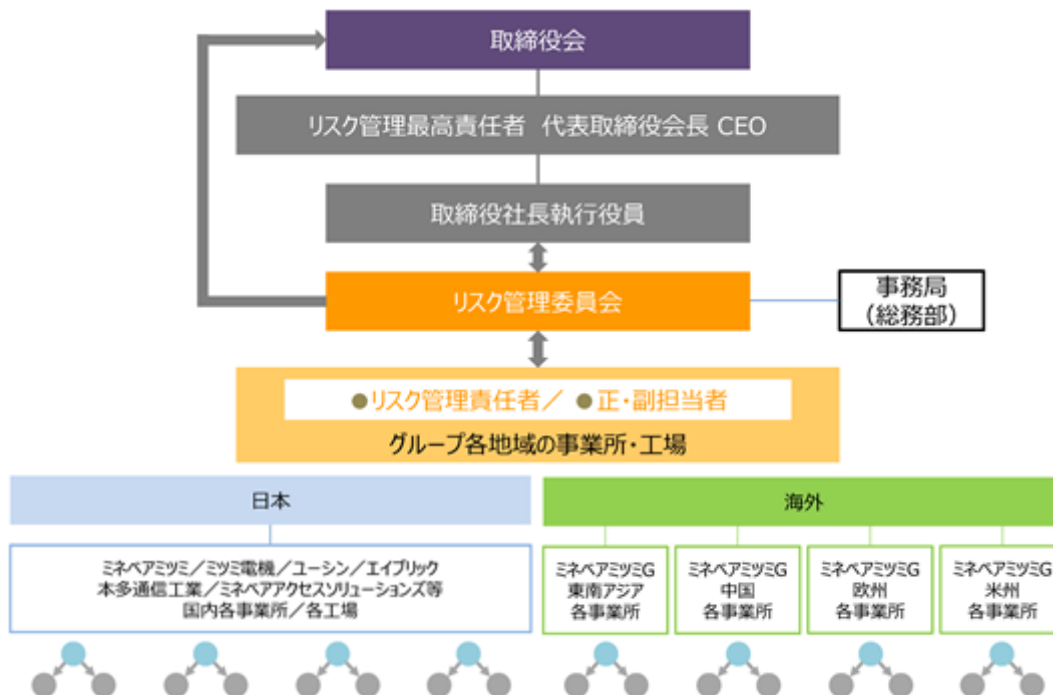 取締役会
リスク管理最高責任者 代表取締役会長 CEO
取締役社長執行役員
リスク管理委員会
事務局
(総務部)
●リスク管理責任者／ ●正・副担当者
グループ各地域の事業所・工場
日本
海外
ミネベアミツミ／ミツミ電機／ユーシン／エイブリック
本多通信工業／ミネベアアクセスソリューションズ等
国内各事業所／各工場
ミネベアミツミG
東南アジア
各事業所
ミネベアミツミG
中国
各事業所
ミネベアミツミG
欧州
各事業所
ミネベアミツミG
米州
各事業所